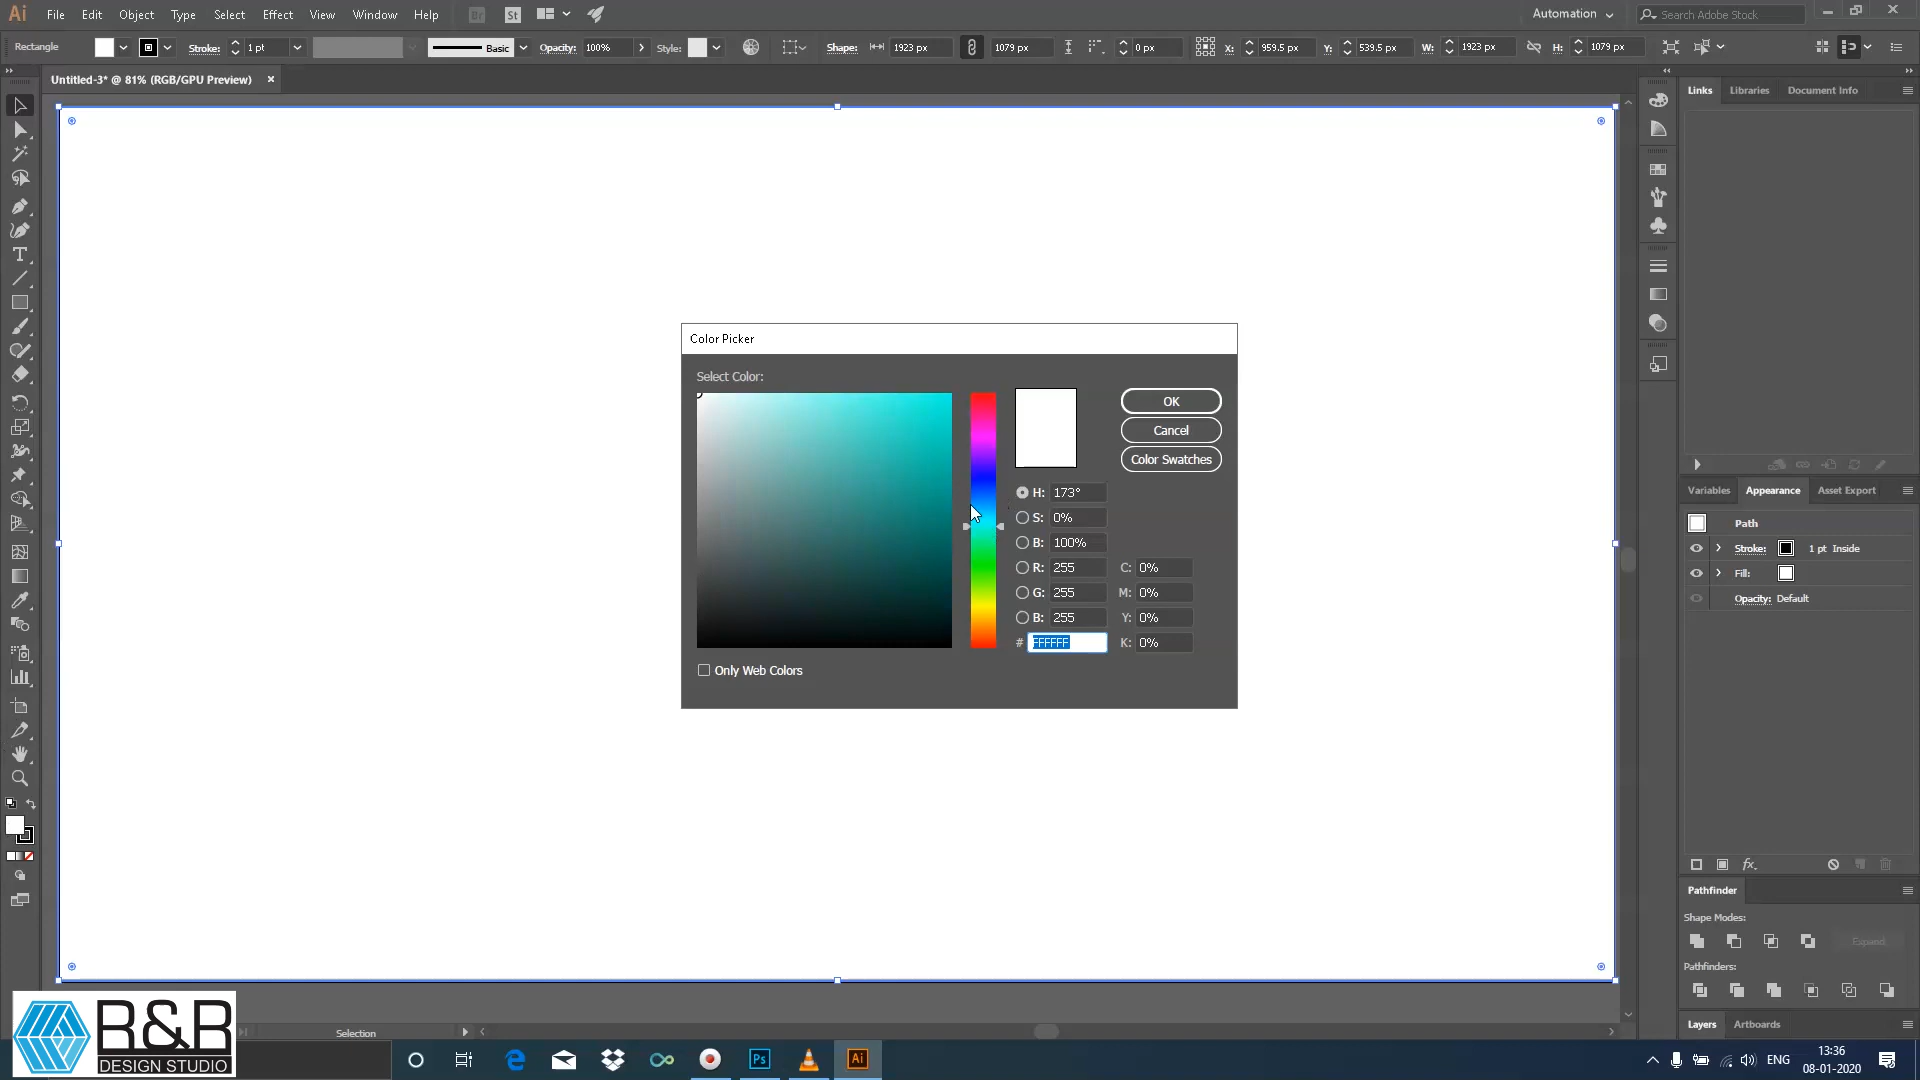 Ai File Edit Object Type Select Effect View Window Help Br St Automation Search Adobe Stock
Rectangle Stroke: 1 pt Basic Opacity: 100% Style: Shape: 1923 px 1079 px 0 px X: 959.5 px Y: 539.5 px W: 1923 px H: 1079 px
Untitled-3* @ 81% (RGB/GPU Preview) ×
Links Libraries Document Info
Color Picker
Select Color:
OK
Cancel
Color Swatches
H: 173°
S: 0%
B: 100%
R: 255 C: 0%
G: 255 M: 0%
B: 255 Y: 0%
# FFFFFF K: 0%
Only Web Colors
Variables Appearance Asset Export
Path
Stroke: 1 pt Inside
Fill:
Opacity: Default
fx.
Pathfinder
Shape Modes:
Expand
Pathfinders:
Layers Artboards
Selection
R&R
DESIGN STUDIO
Ps Ai
ENG
13:36
08-01-2020